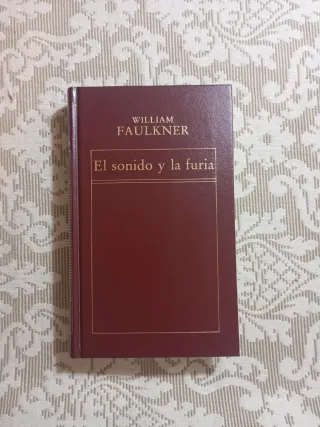 WILLIAM
FAULKNER
El sonido y la furia